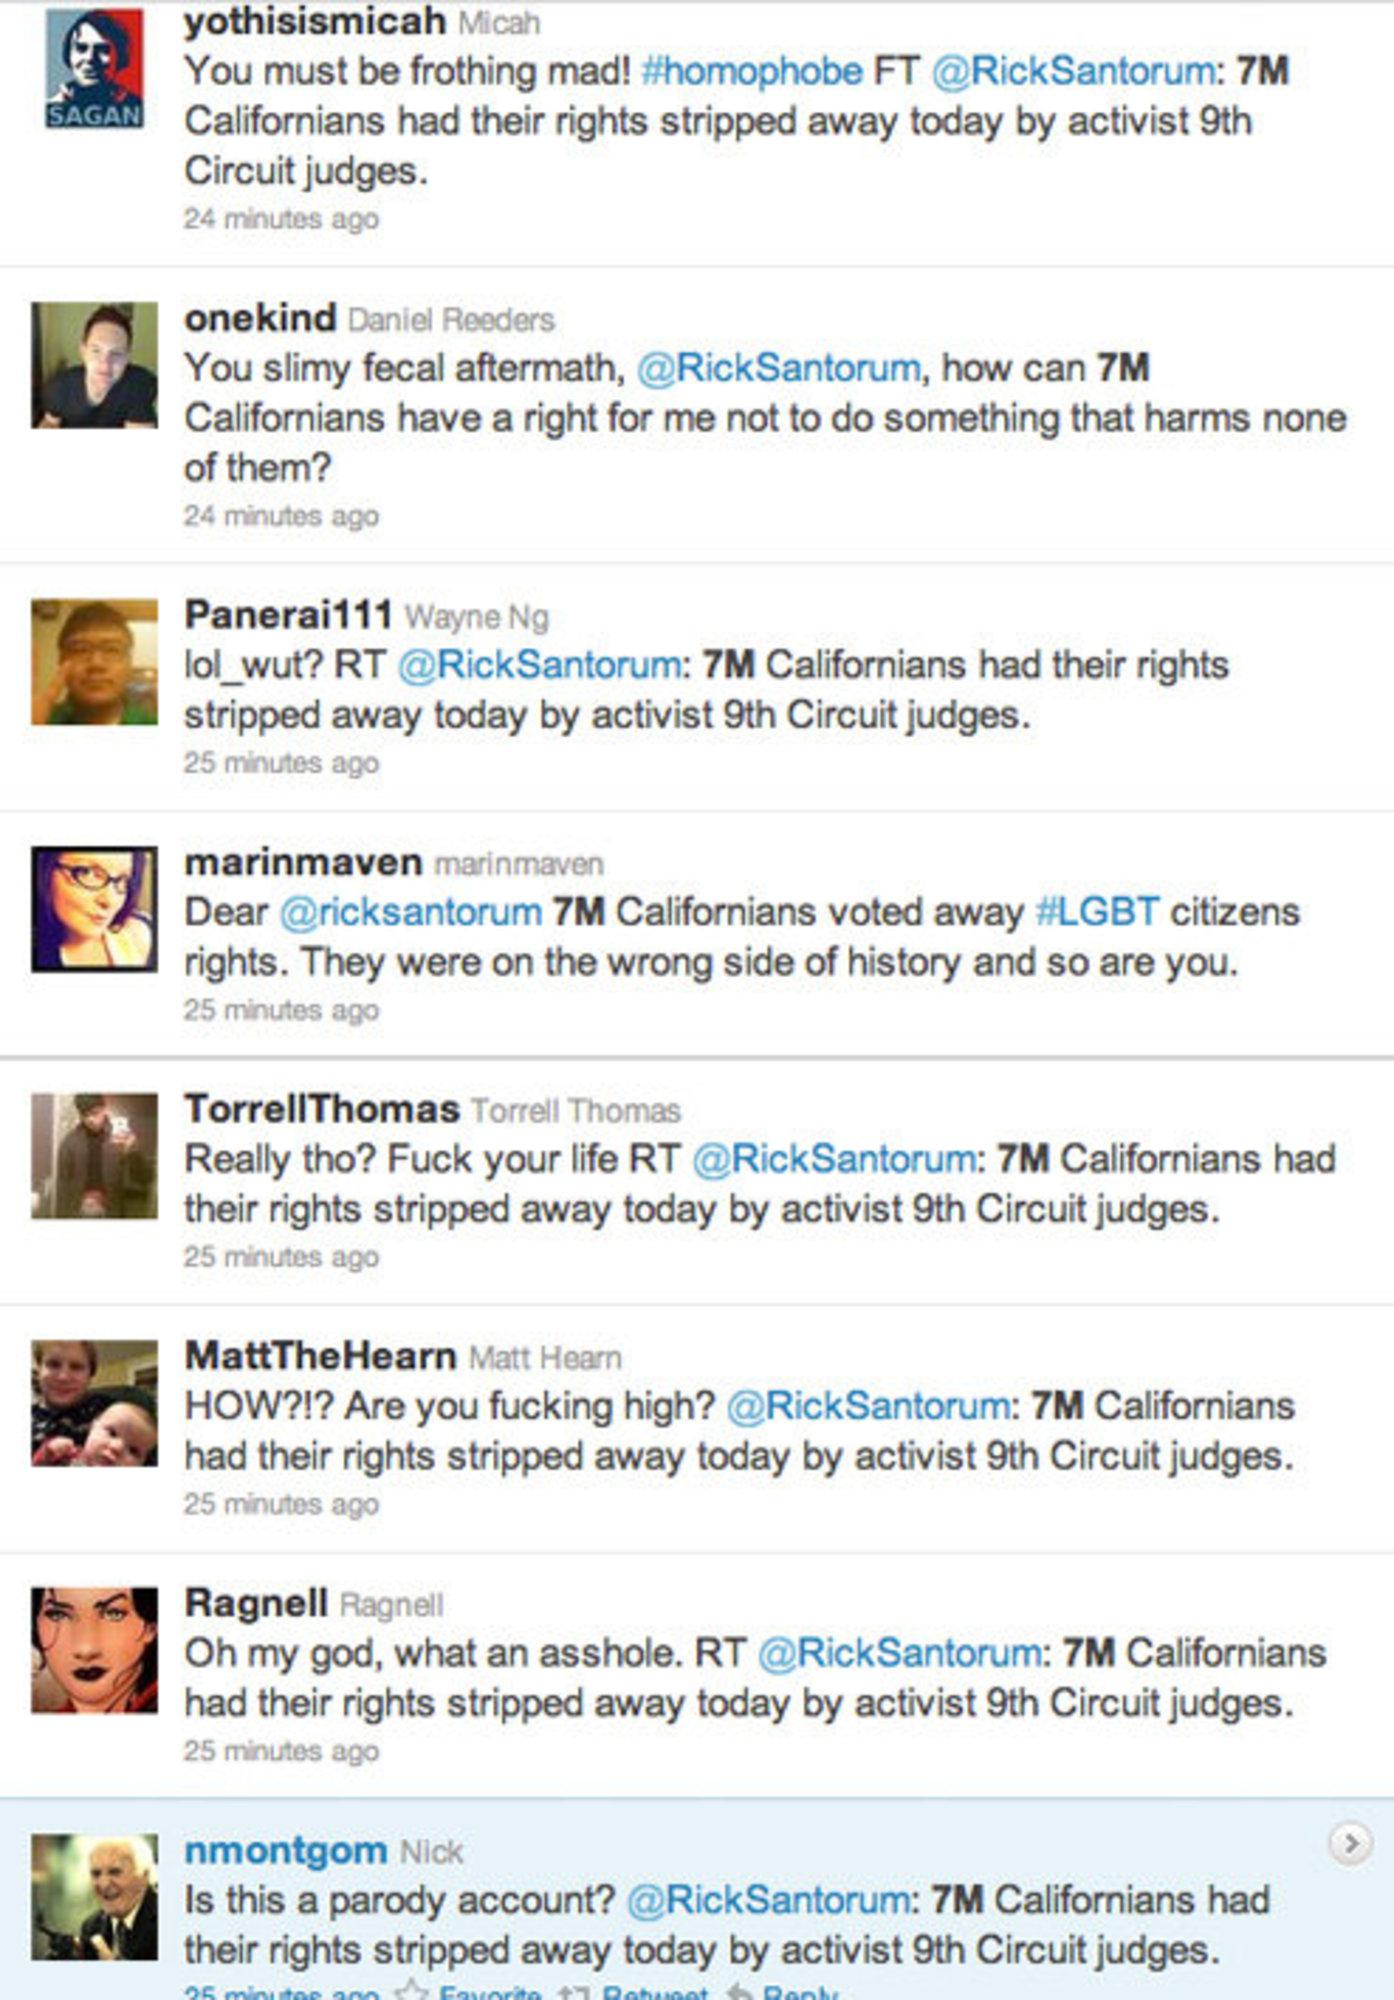 yothisismicah Micah
You must be frothing mad! #homophobe FT @RickSantorum: 7M
Californians had their rights stripped away today by activist 9th
Circuit judges.
24 minutes ago
SAGAN
onekind Daniel Reeders
You slimy fecal aftermath, @RickSantorum, how can 7M
Californians have a right for me not to do something that harms none
of them?
24 minutes ago
Panerai111 Wayne Ng
lol_wut? RT @RickSantorum: 7M Californians had their rights
stripped away today by activist 9th Circuit judges.
25 minutes ago
marinmaven marinmaven
Dear @ricksantorum 7M Californians voted away #LGBT citizens
rights. They were on the wrong side of history and so are you.
25 minutes ago
TorrellThomas Torrell Thomas
Really tho? Fuck your life RT @RickSantorum: 7M Californians had
their rights stripped away today by activist 9th Circuit judges.
25 minutes ago
MattTheHearn Matt Hearn
HOW?!? Are you fucking high? @RickSantorum: 7M Californians
had their rights stripped away today by activist 9th Circuit judges.
25 minutes ago
Ragnell Ragnell
Oh my god, what an asshole. RT @RickSantorum: 7M Californians
had their rights stripped away today by activist 9th Circuit judges.
25 minutes ago
nmontgom Nick
Is this a parody account? @RickSantorum: 7M Californians had
their rights stripped away today by activist 9th Circuit judges.
25 minutes ago Favorite Retweet Reply